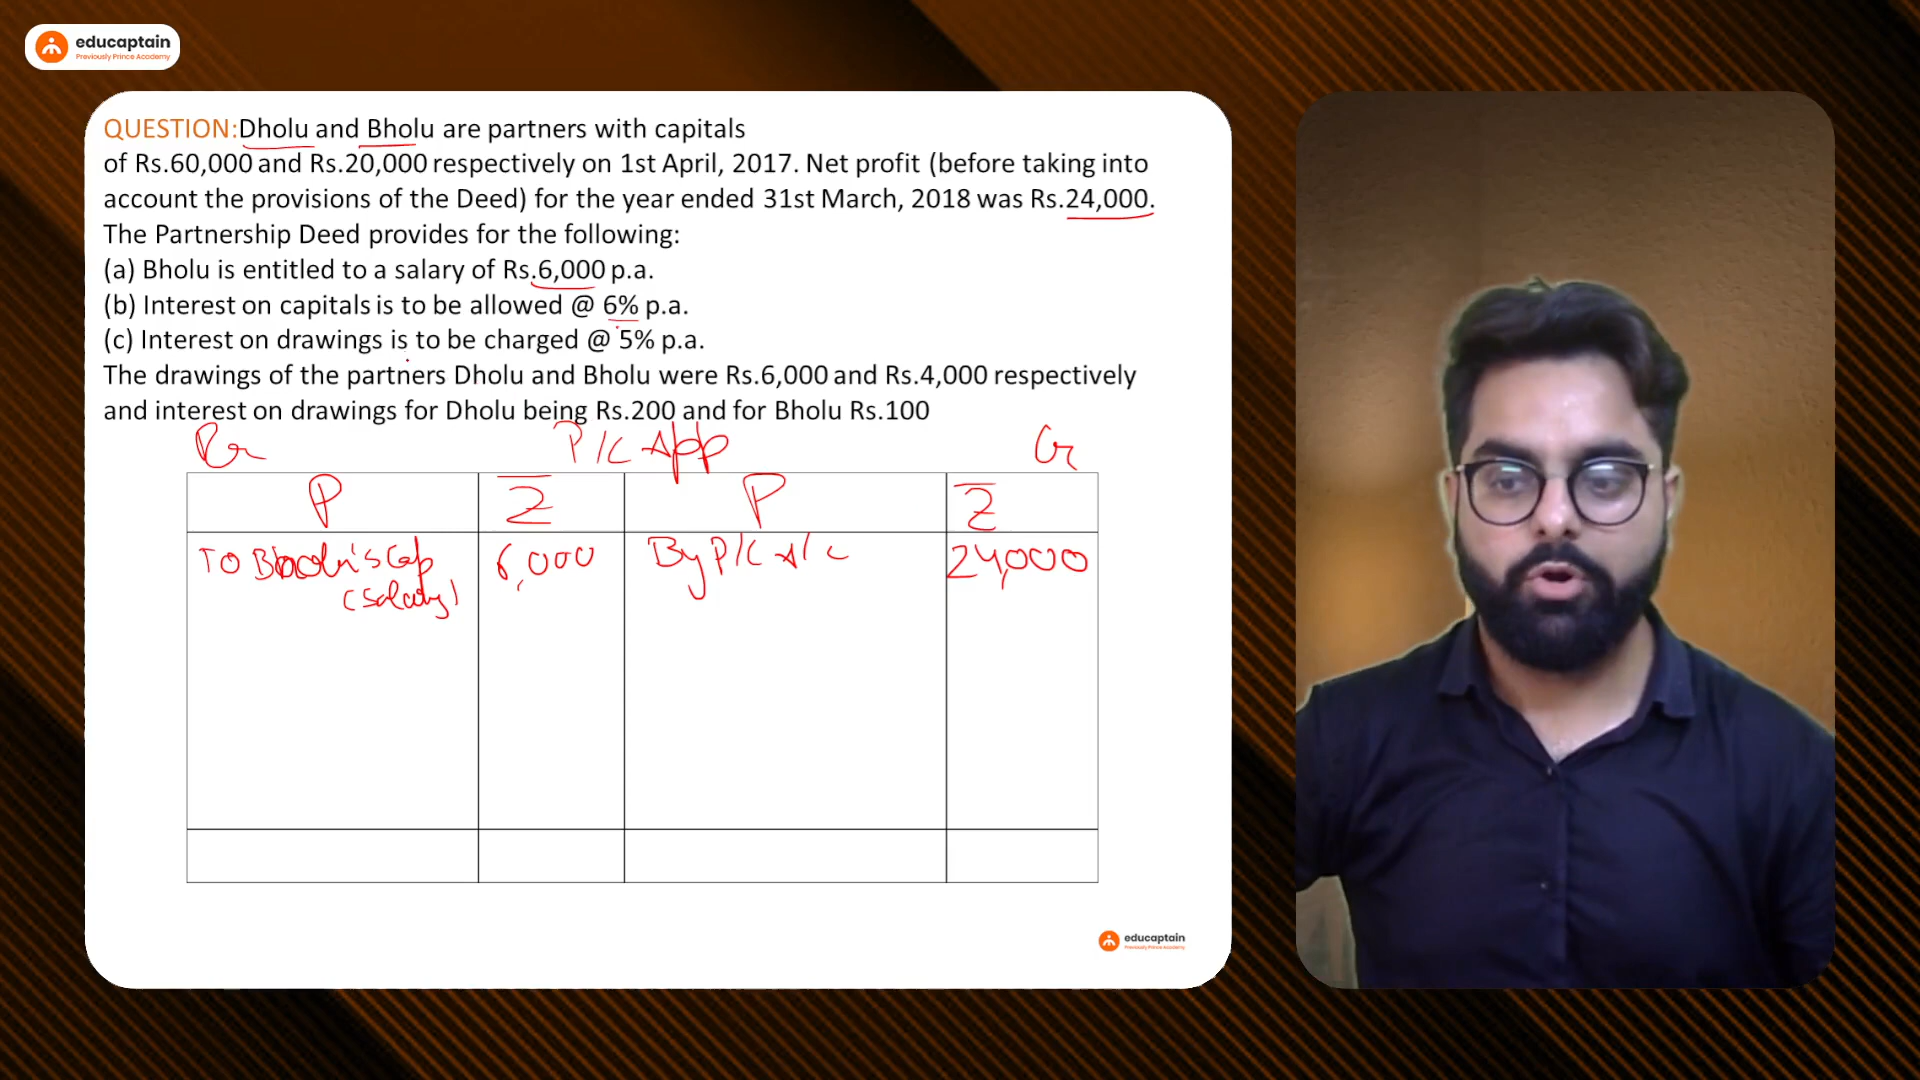 educaptain
Previously Prince Academy
QUESTION:Dholu and Bholu are partners with capitals
of Rs.60,000 and Rs.20,000 respectively on 1st April, 2017. Net profit (before taking into
account the provisions of the Deed) for the year ended 31st March, 2018 was Rs.24,000.
The Partnership Deed provides for the following:
(a) Bholu is entitled to a salary of Rs.6,000 p.a.
(b) Interest on capitals is to be allowed @ 6% p.a.
(c) Interest on drawings is to be charged @ 5% p.a.
The drawings of the partners Dholu and Bholu were Rs.6,000 and Rs.4,000 respectively
and interest on drawings for Dholu being Rs.200 and for Bholu Rs.100
Dr P/L App Cr
P ₹ P ₹
To Bholu's Cap 6,000 By P/L A/c 24,000
(Salary)
educaptain
Previously Prince Academy